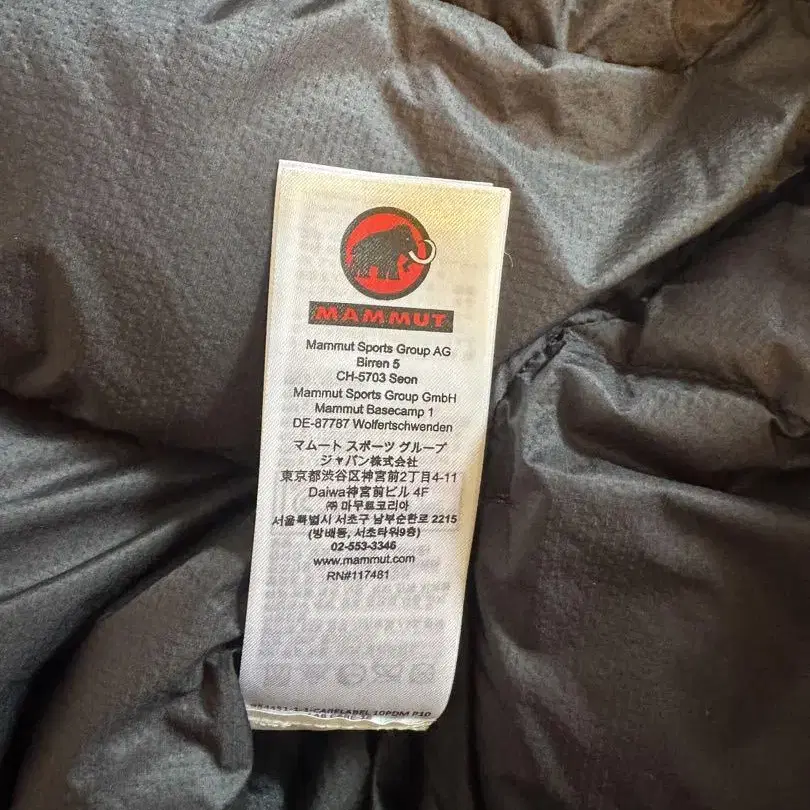 MAMMUT
Mammut Sports Group AG
Birren 5
CH-5703 Seon
Mammut Sports Group GmbH
Mammut Basecamp 1
DE-87787 Wolfertschwenden
マムート スポーツ グループ
ジャパン株式会社
東京都渋谷区神宮前2丁目4-11
Daiwa神宮前ビル 4F
㈜ 마무트코리아
서울특별시 서초구 남부순환로 2215
(방배동, 서초타워9층)
02-553-3346
www.mammut.com
RN#117481
CARELABEL 10PDM P10